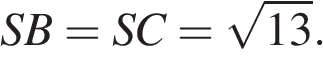 SB = SC = √13.